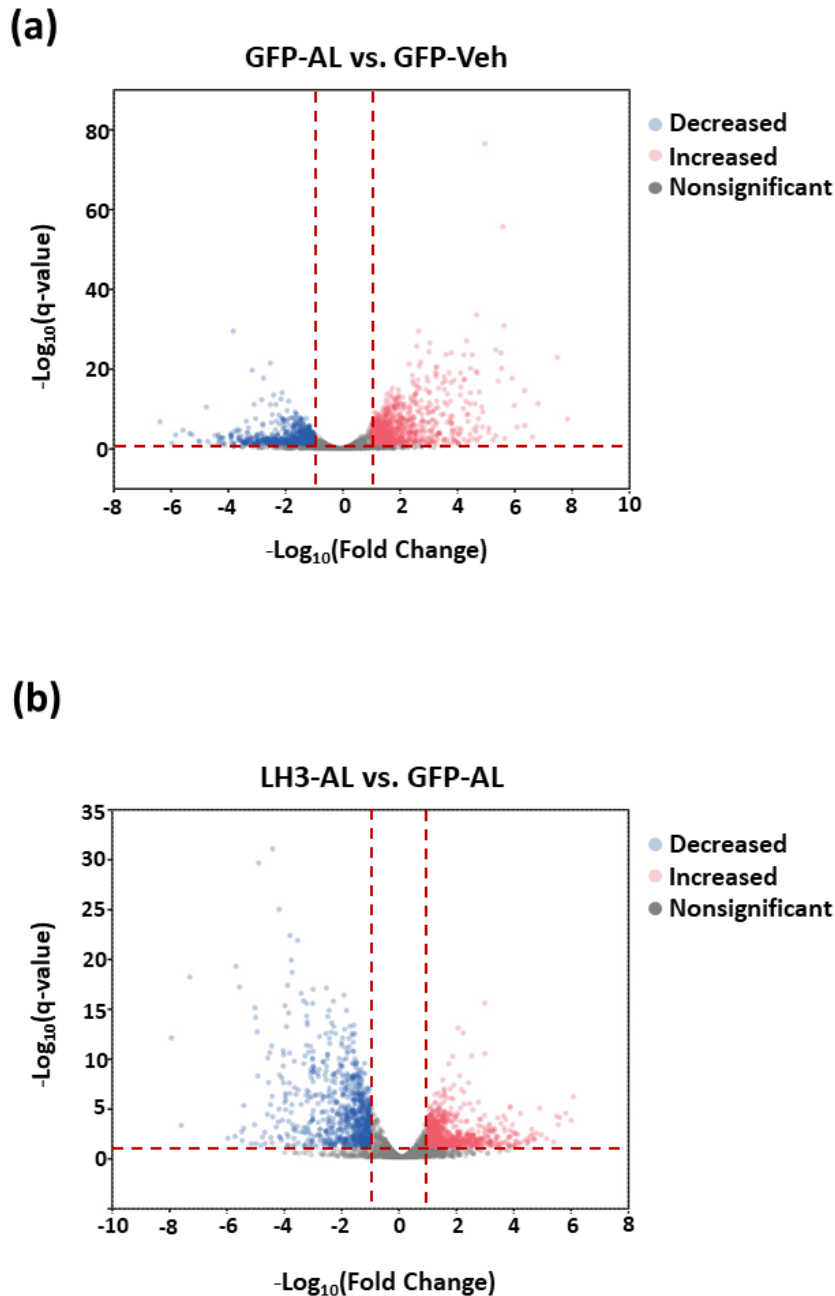 (a)
GFP-AL vs. GFP-Veh
80
60
40
20
0
-8 -6 -4 -2 0 2 4 6 8 10
-Log10(q-value)
-Log10(Fold Change)
Decreased
Increased
Nonsignificant
(b)
LH3-AL vs. GFP-AL
35
30
25
20
15
10
5
0
-10 -8 -6 -4 -2 0 2 4 6 8
-Log10(q-value)
-Log10(Fold Change)
Decreased
Increased
Nonsignificant